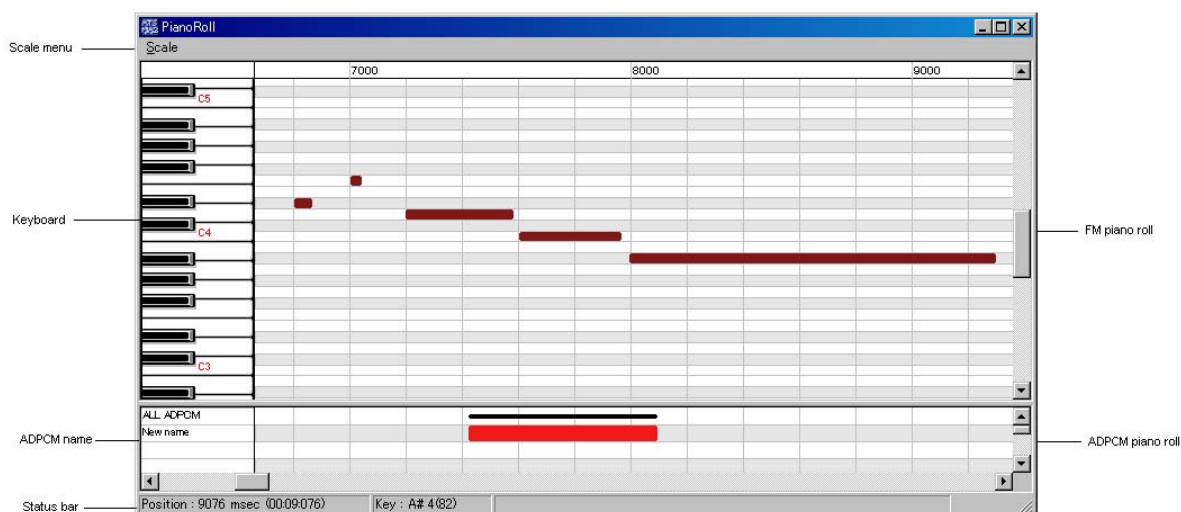 PianoRoll
Scale menu
Scale
7000 8000 9000
C5
Keyboard
C4
FM piano roll
C3
ALL ADPCM
New name
ADPCM name
ADPCM piano roll
Status bar
Position : 9076 msec (00:09:076) Key : A# 4(82)